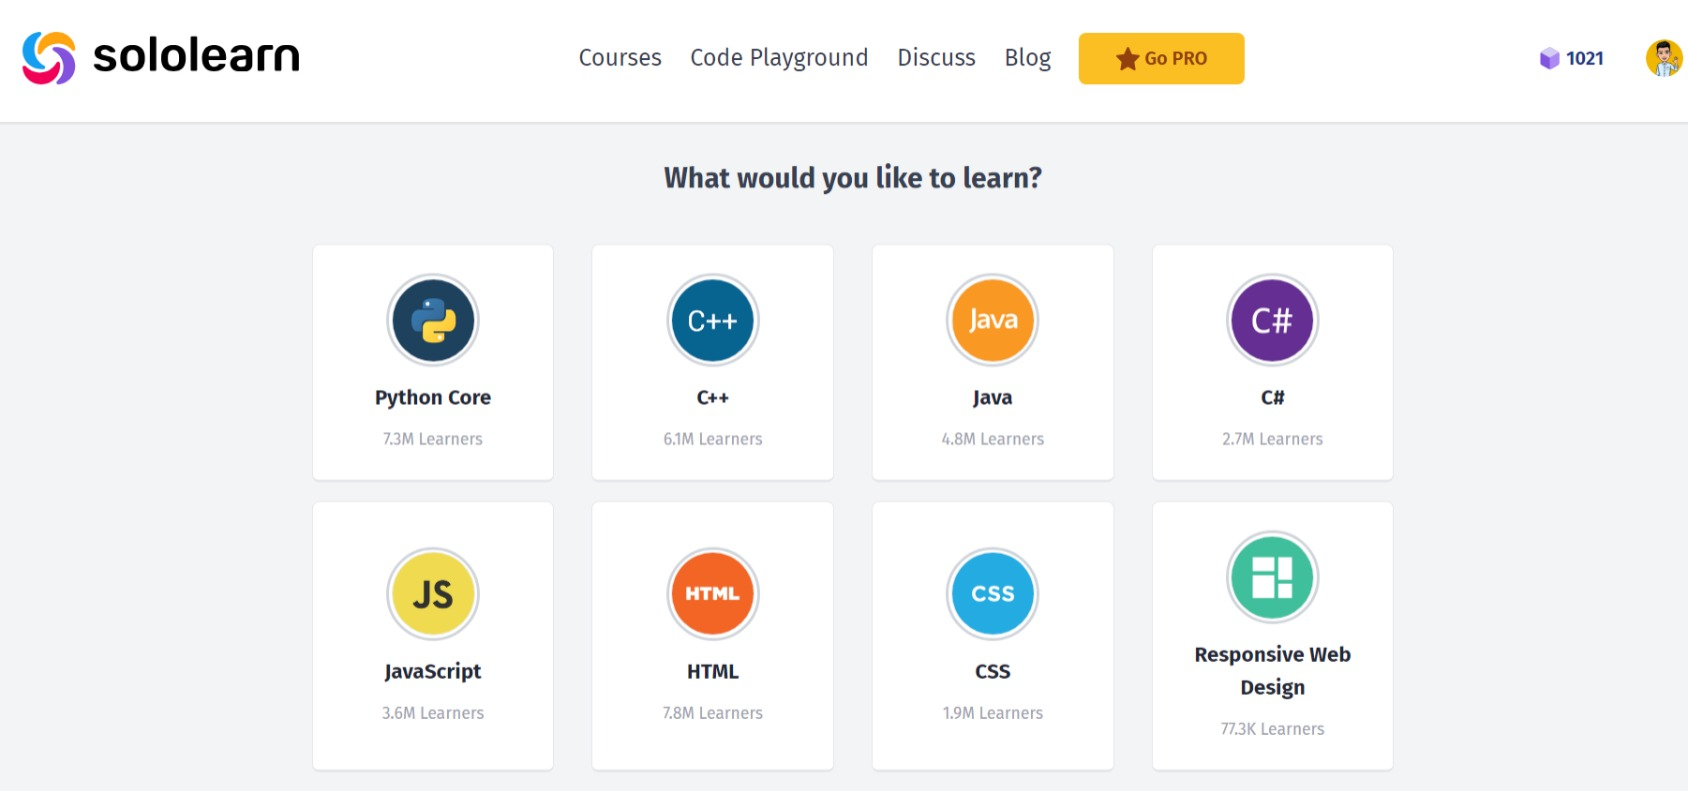 sololearn
Courses Code Playground Discuss Blog Go PRO 1021
What would you like to learn?
C++ Java C#
Python Core C++ Java C#
7.3M Learners 6.1M Learners 4.8M Learners 2.7M Learners
JS HTML CSS
JavaScript HTML CSS Responsive Web
Design
3.6M Learners 7.8M Learners 1.9M Learners 77.3K Learners